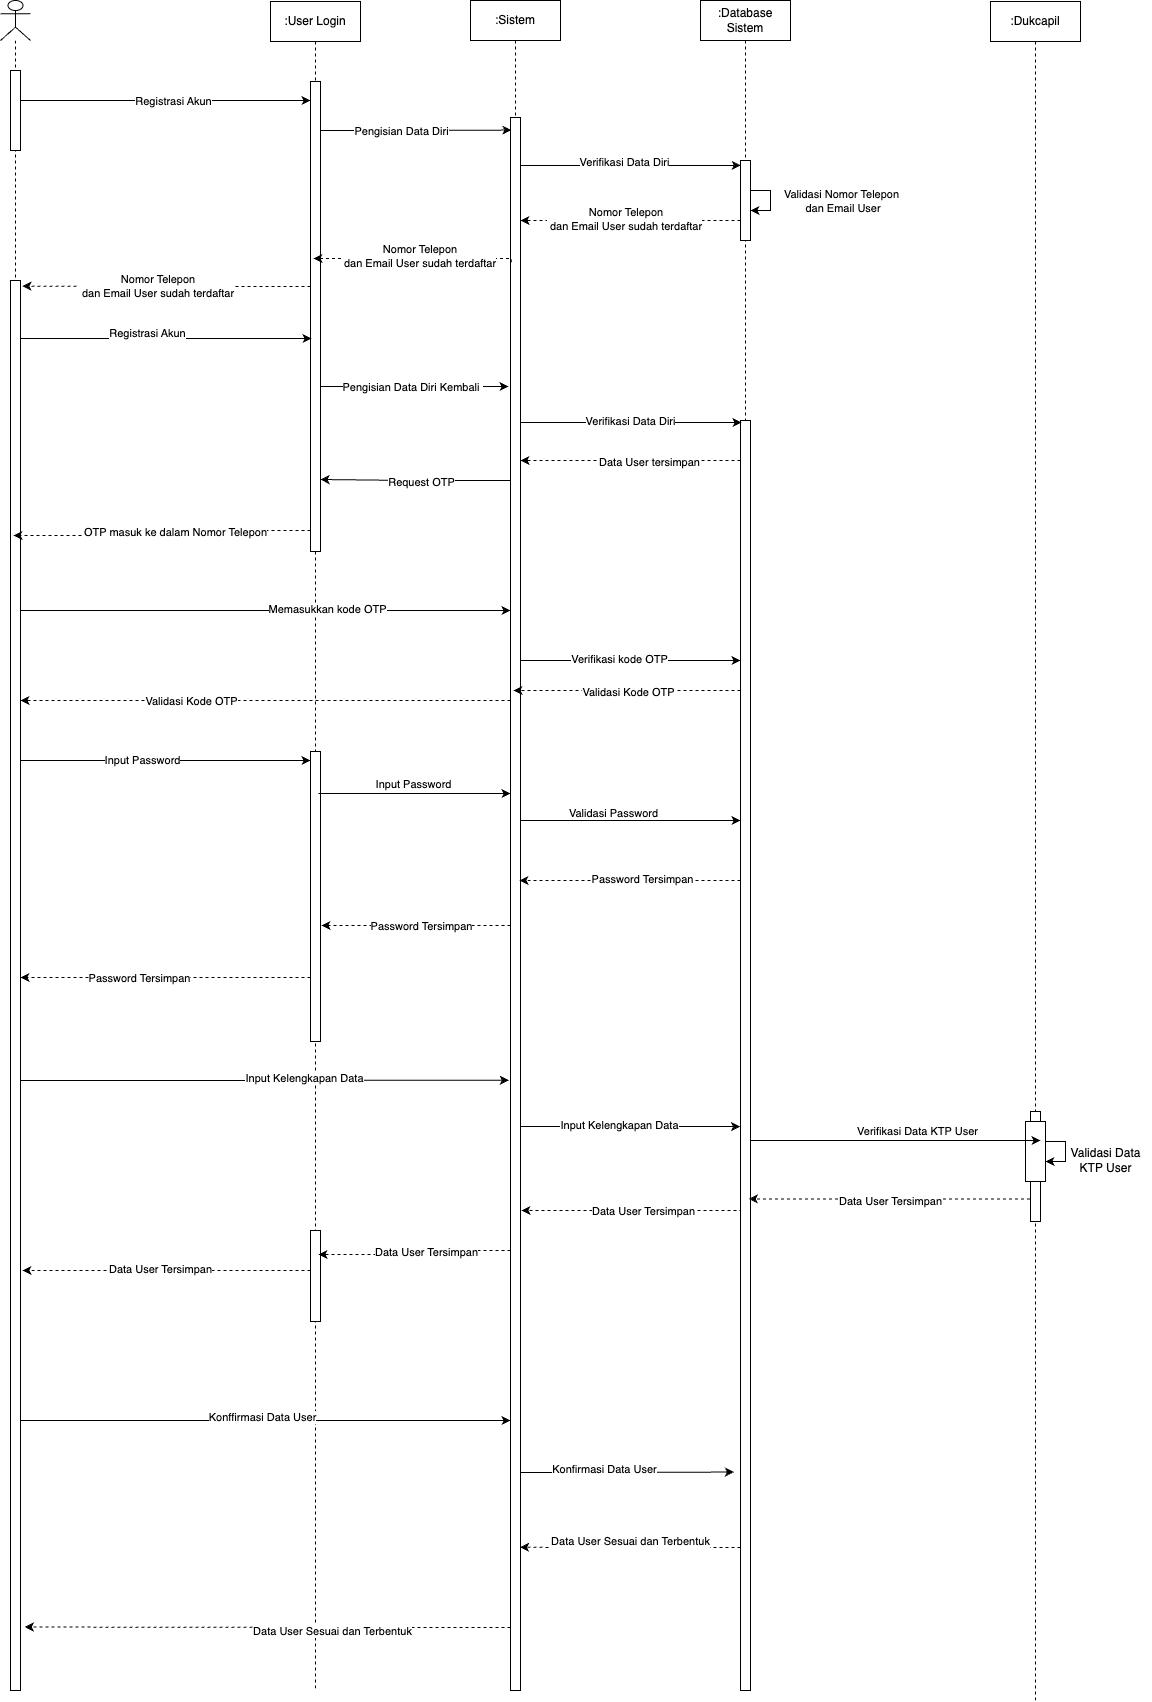 :User Login
:Sistem
:Database
Sistem
:Dukcapil
Registrasi Akun
Pengisian Data Diri
Verifikasi Data Diri
Validasi Nomor Telepon
dan Email User
Nomor Telepon
dan Email User sudah terdaftar
Nomor Telepon
dan Email User sudah terdaftar
Nomor Telepon
dan Email User sudah terdaftar
Registrasi Akun
Pengisian Data Diri Kembali
Verifikasi Data Diri
Data User tersimpan
Request OTP
OTP masuk ke dalam Nomor Telepon
Memasukkan kode OTP
Verifikasi kode OTP
Validasi Kode OTP
Validasi Kode OTP
Input Password
Input Password
Validasi Password
Password Tersimpan
Password Tersimpan
Password Tersimpan
Input Kelengkapan Data
Input Kelengkapan Data
Verifikasi Data KTP User
Validasi Data
KTP User
Data User Tersimpan
Data User Tersimpan
Data User Tersimpan
Data User Tersimpan
Konffirmasi Data User
Konfirmasi Data User
Data User Sesuai dan Terbentuk
Data User Sesuai dan Terbentuk